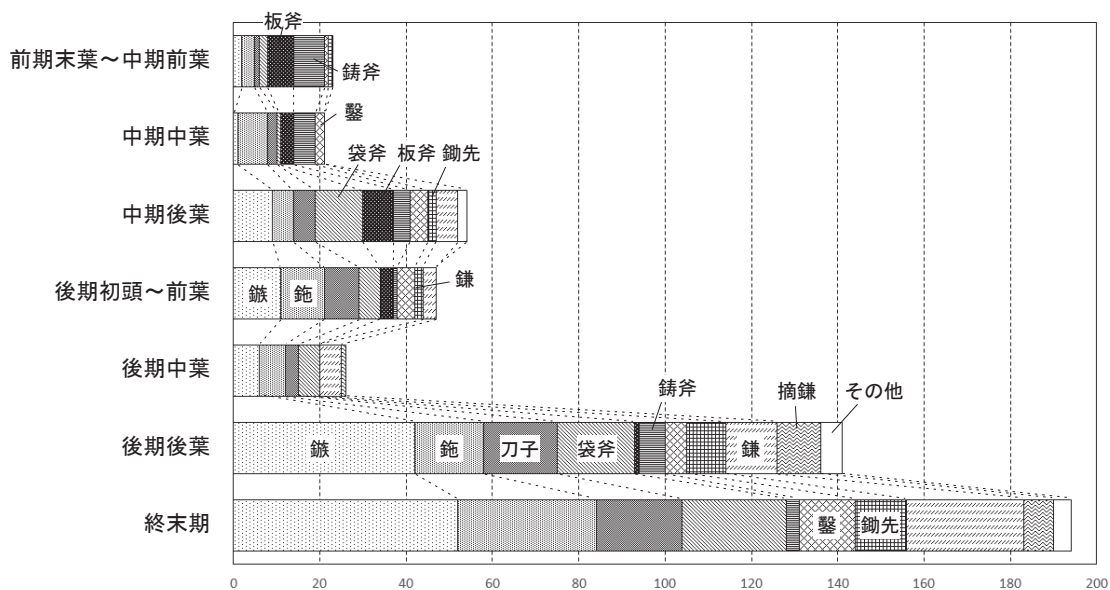 板斧
前期末葉～中期前葉
鋳斧
中期中葉
鑿
袋斧 板斧 鋤先
中期後葉
後期初頭～前葉
鏃 鉇 鎌
後期中葉
鋳斧 摘鎌 その他
後期後葉
鏃 鉇 刀子 袋斧 鎌
終末期
鑿 鋤先
0 20 40 60 80 100 120 140 160 180 200